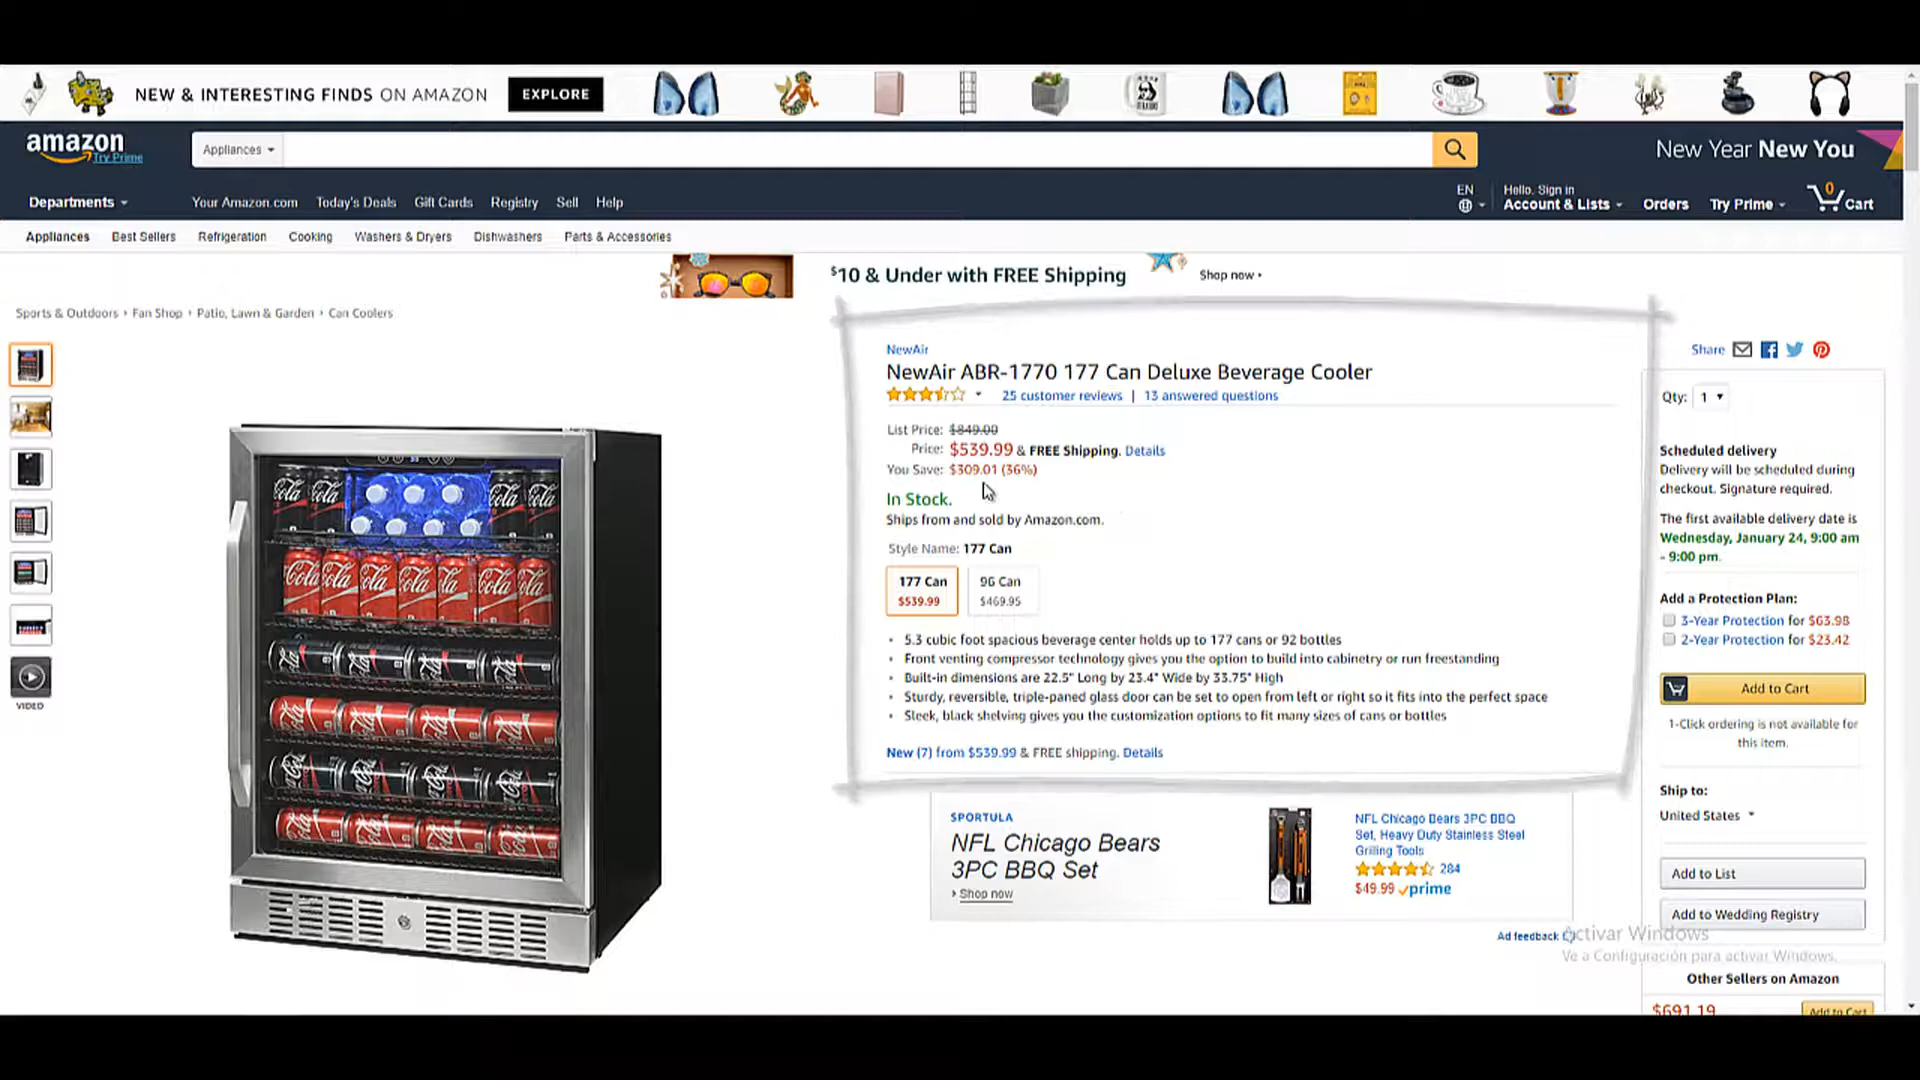 NEW & INTERESTING FINDS ON AMAZON EXPLORE
amazon
Try Prime
Appliances
New Year New You
Departments
Your Amazon.com Today's Deals Gift Cards Registry Sell Help
EN
Hello. Sign in
Account & Lists
Orders
Try Prime
0
Cart
Appliances Best Sellers Refrigeration Cooking Washers & Dryers Dishwashers Parts & Accessories
$10 & Under with FREE Shipping
Shop now ›
Sports & Outdoors › Fan Shop › Patio, Lawn & Garden › Can Coolers
VIDEO
NewAir
NewAir ABR-1770 177 Can Deluxe Beverage Cooler
25 customer reviews | 13 answered questions
List Price: $849.00
Price: $539.99 & FREE Shipping. Details
You Save: $309.01 (36%)
In Stock.
Ships from and sold by Amazon.com.
Style Name: 177 Can
177 Can
$539.99
96 Can
$469.95
• 5.3 cubic foot spacious beverage center holds up to 177 cans or 92 bottles
• Front venting compressor technology gives you the option to build into cabinetry or run freestanding
• Built-in dimensions are 22.5" Long by 23.4" Wide by 33.75" High
• Sturdy, reversible, triple-paned glass door can be set to open from left or right so it fits into the perfect space
• Sleek, black shelving gives you the customization options to fit many sizes of cans or bottles
New (7) from $539.99 & FREE shipping. Details
SPORTULA
NFL Chicago Bears
3PC BBQ Set
› Shop now
NFL Chicago Bears 3PC BBQ
Set, Heavy Duty Stainless Steel
Grilling Tools
284
$49.99 prime
Ad feedback
Share
Qty: 1
Scheduled delivery
Delivery will be scheduled during
checkout. Signature required.
The first available delivery date is
Wednesday, January 24, 9:00 am
- 9:00 pm.
Add a Protection Plan:
3-Year Protection for $63.98
2-Year Protection for $23.42
Add to Cart
1-Click ordering is not available for
this item.
Ship to:
United States
Add to List
Add to Wedding Registry
Activar Windows
Ve a Configuración para activar Windows.
Other Sellers on Amazon
$691.19
Add to Cart